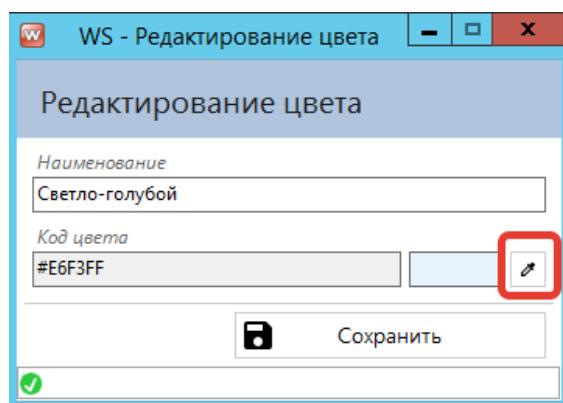 WS - Редактирование цвета
Редактирование цвета
Наименование
Светло-голубой
Код цвета
#E6F3FF
Сохранить